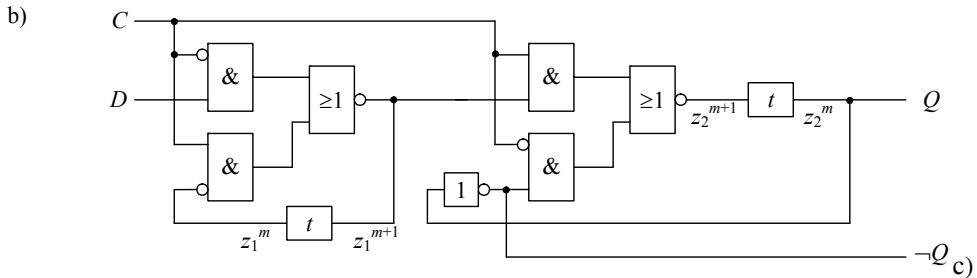 b)
C
D
&
&
≥1
t
z₁ᵐ
z₁ᵐ⁺¹
&
&
≥1
1
z₂ᵐ⁺¹
t
z₂ᵐ
Q
¬Q
c)